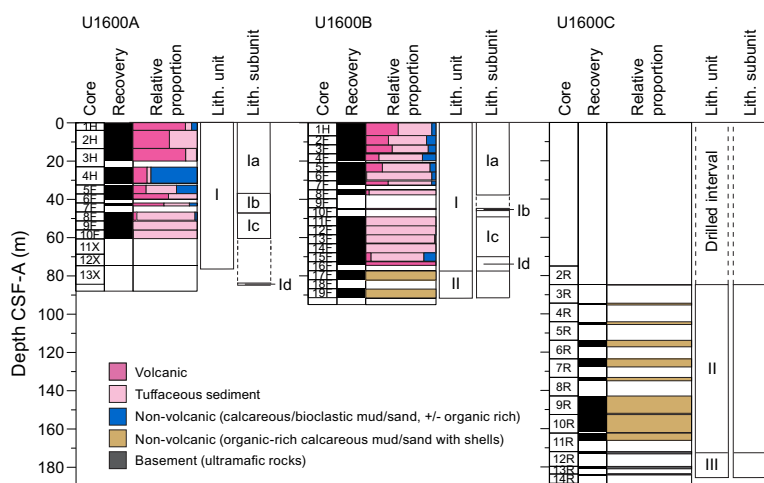 U1600A
U1600B
U1600C
Core
Recovery
Relative
proportion
Lith. unit
Lith. subunit
Core
Recovery
Relative
proportion
Lith. unit
Lith. subunit
Core
Recovery
Relative
proportion
Lith. unit
Lith. subunit
Depth CSF-A (m)
0
20
40
60
80
100
120
140
160
180
1H
2H
3H
4H
5F
6F
7F
8F
9F
10F
11X
12X
13X
I
Ia
Ib
Ic
Id
1H
2F
3F
4F
5F
6F
7F
8F
9F
10F
11F
12F
13F
14F
15F
16F
17F
18F
19F
I
II
Ia
Ib
Ic
Id
2R
3R
4R
5R
6R
7R
8R
9R
10R
11R
12R
13R
14R
Drilled interval
II
III
Volcanic
Tuffaceous sediment
Non-volcanic (calcareous/bioclastic mud/sand, +/- organic rich)
Non-volcanic (organic-rich calcareous mud/sand with shells)
Basement (ultramafic rocks)